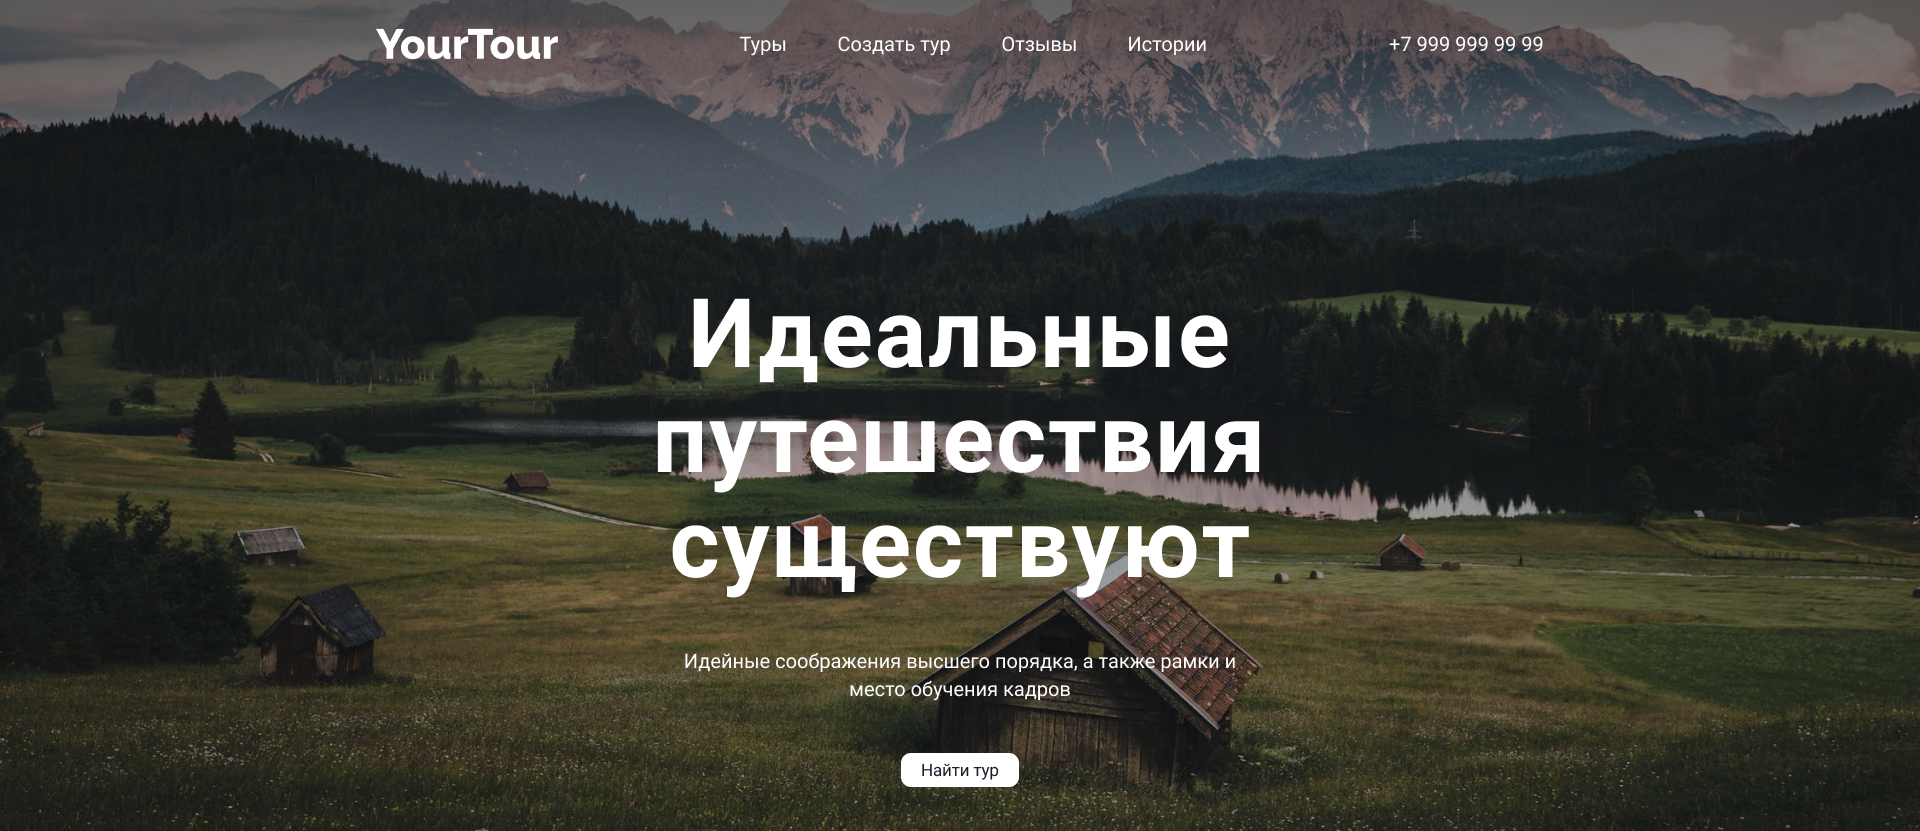 YourTour
Туры
Создать тур
Отзывы
Истории
+7 999 999 99 99
Идеальные
путешествия
существуют
Идейные соображения высшего порядка, а также рамки и
место обучения кадров
Найти тур